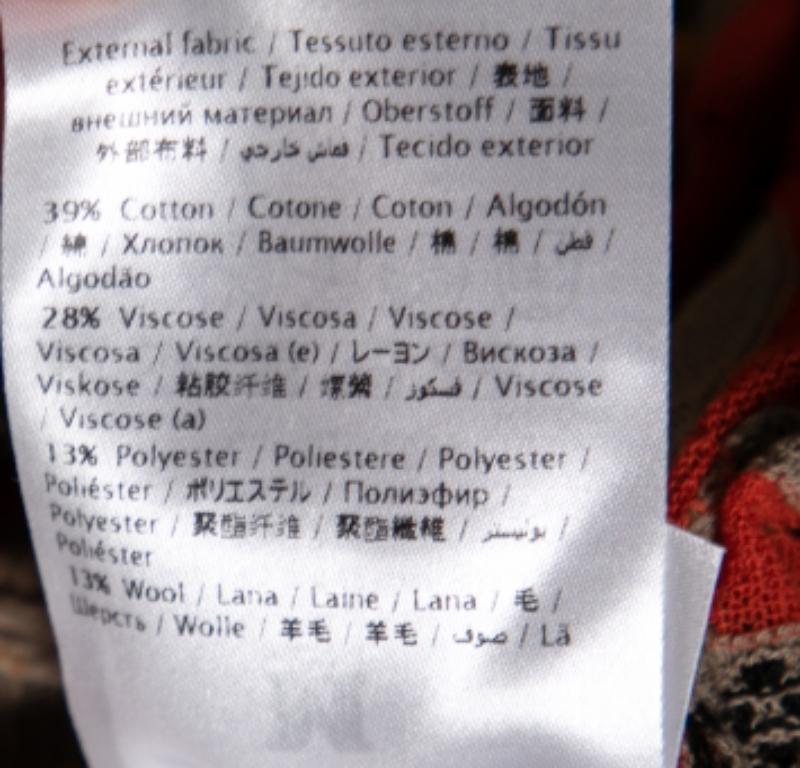 External fabric / Tessuto esterno / Tissu
extérieur / Tejido exterior / 表地 /
внешний материал / Oberstoff / 面料 /
外部布料 / قماش خارجي / Tecido exterior
39% Cotton / Cotone / Coton / Algodón
/ 綿 / Хлопок / Baumwolle / 棉 / 棉 / قطن /
Algodão
28% Viscose / Viscosa / Viscose /
Viscosa / Viscosa (e) / レーヨン / Вискоза /
Viskose / 粘胶纤维 / / فسكوز / Viscose
/ Viscose (a)
13% Polyester / Poliestere / Polyester /
Poliéster / ポリエステル / Полиэфир /
Polyester / 聚酯纤维 / 聚酯纖維 / بوليستر /
Poliéster
13% Wool / Lana / Laine / Lana / 毛 /
Шерсть / Wolle / 羊毛 / 羊毛 / صوف / Lã